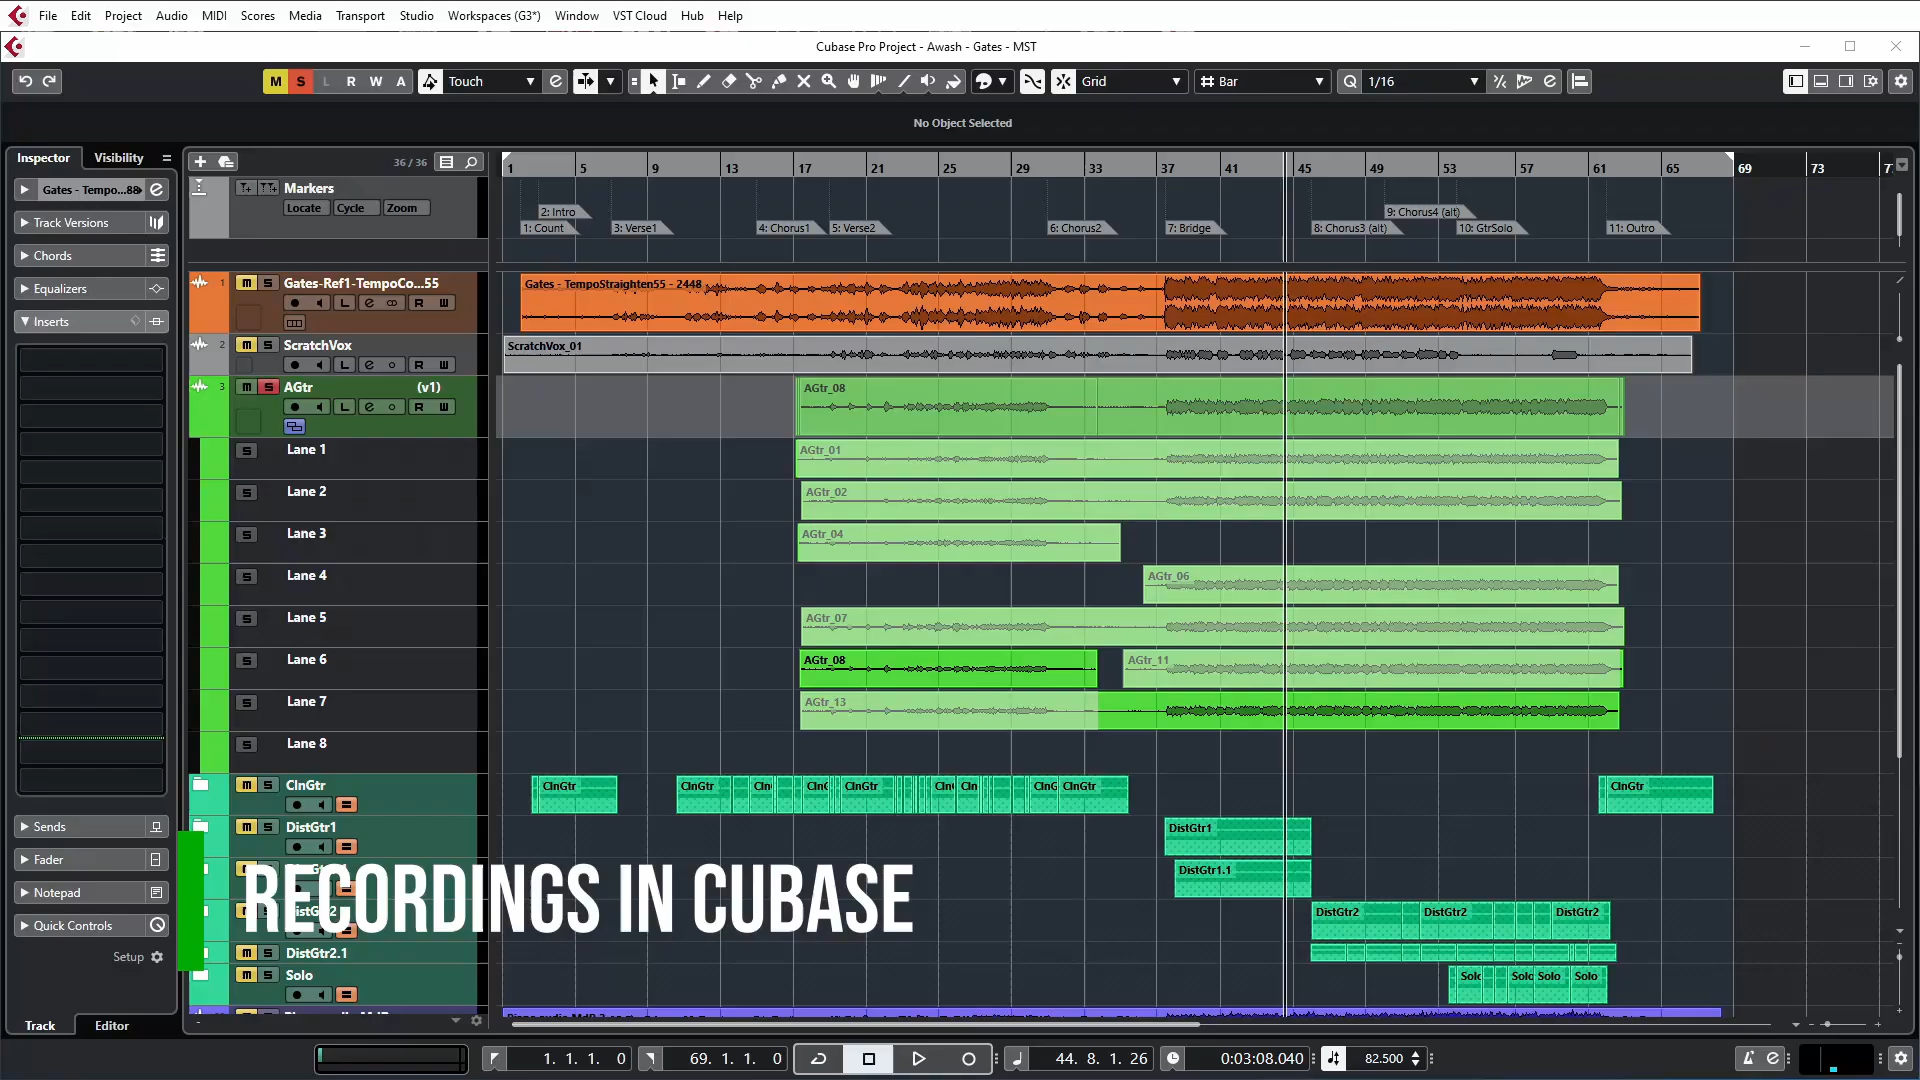 File Edit Project Audio MIDI Scores Media Transport Studio Workspaces (G3*) Window VST Cloud Hub Help
Cubase Pro Project - Awash - Gates - MST
M S L R W A Touch Grid Bar Q 1/16
No Object Selected
Inspector Visibility 36 / 36
1 5 9 13 17 21 25 29 33 37 41 45 49 53 57 61 65 69 73 77
Gates - Tempo...88
Track Versions
Chords
Equalizers
Inserts
Markers
Locate Cycle Zoom
2: Intro 9: Chorus4 (alt)
1: Count 3: Verse1 4: Chorus1 5: Verse2 6: Chorus2 7: Bridge 8: Chorus3 (alt) 10: GtrSolo 11: Outro
1 m S Gates-Ref1-TempoCo...55
L e R W
Gates - TempoStraighten55 - 2448
2 m S ScratchVox
L e R W
ScratchVox_01
3 m S AGtr (v1)
L e R W
AGtr_08
S Lane 1 AGtr_01
S Lane 2 AGtr_02
S Lane 3 AGtr_04
S Lane 4 AGtr_06
S Lane 5 AGtr_07
S Lane 6 AGtr_08 AGtr_11
S Lane 7 AGtr_13
S Lane 8
m S ClnGtr ClnGtr ClnGtr ClnGtr ClnGtr ClnGtr
m S DistGtr1 DistGtr1
DistGtr1.1
DistGtr2 DistGtr2 DistGtr2
m S DistGtr2.1
m S Solo Solo Solo Solo Solo
RECORDINGS IN CUBASE
Sends
Fader
Notepad
Quick Controls
Setup
Track Editor
1. 1. 1. 0 69. 1. 1. 0 44. 8. 1. 26 0:03:08.040 82.500